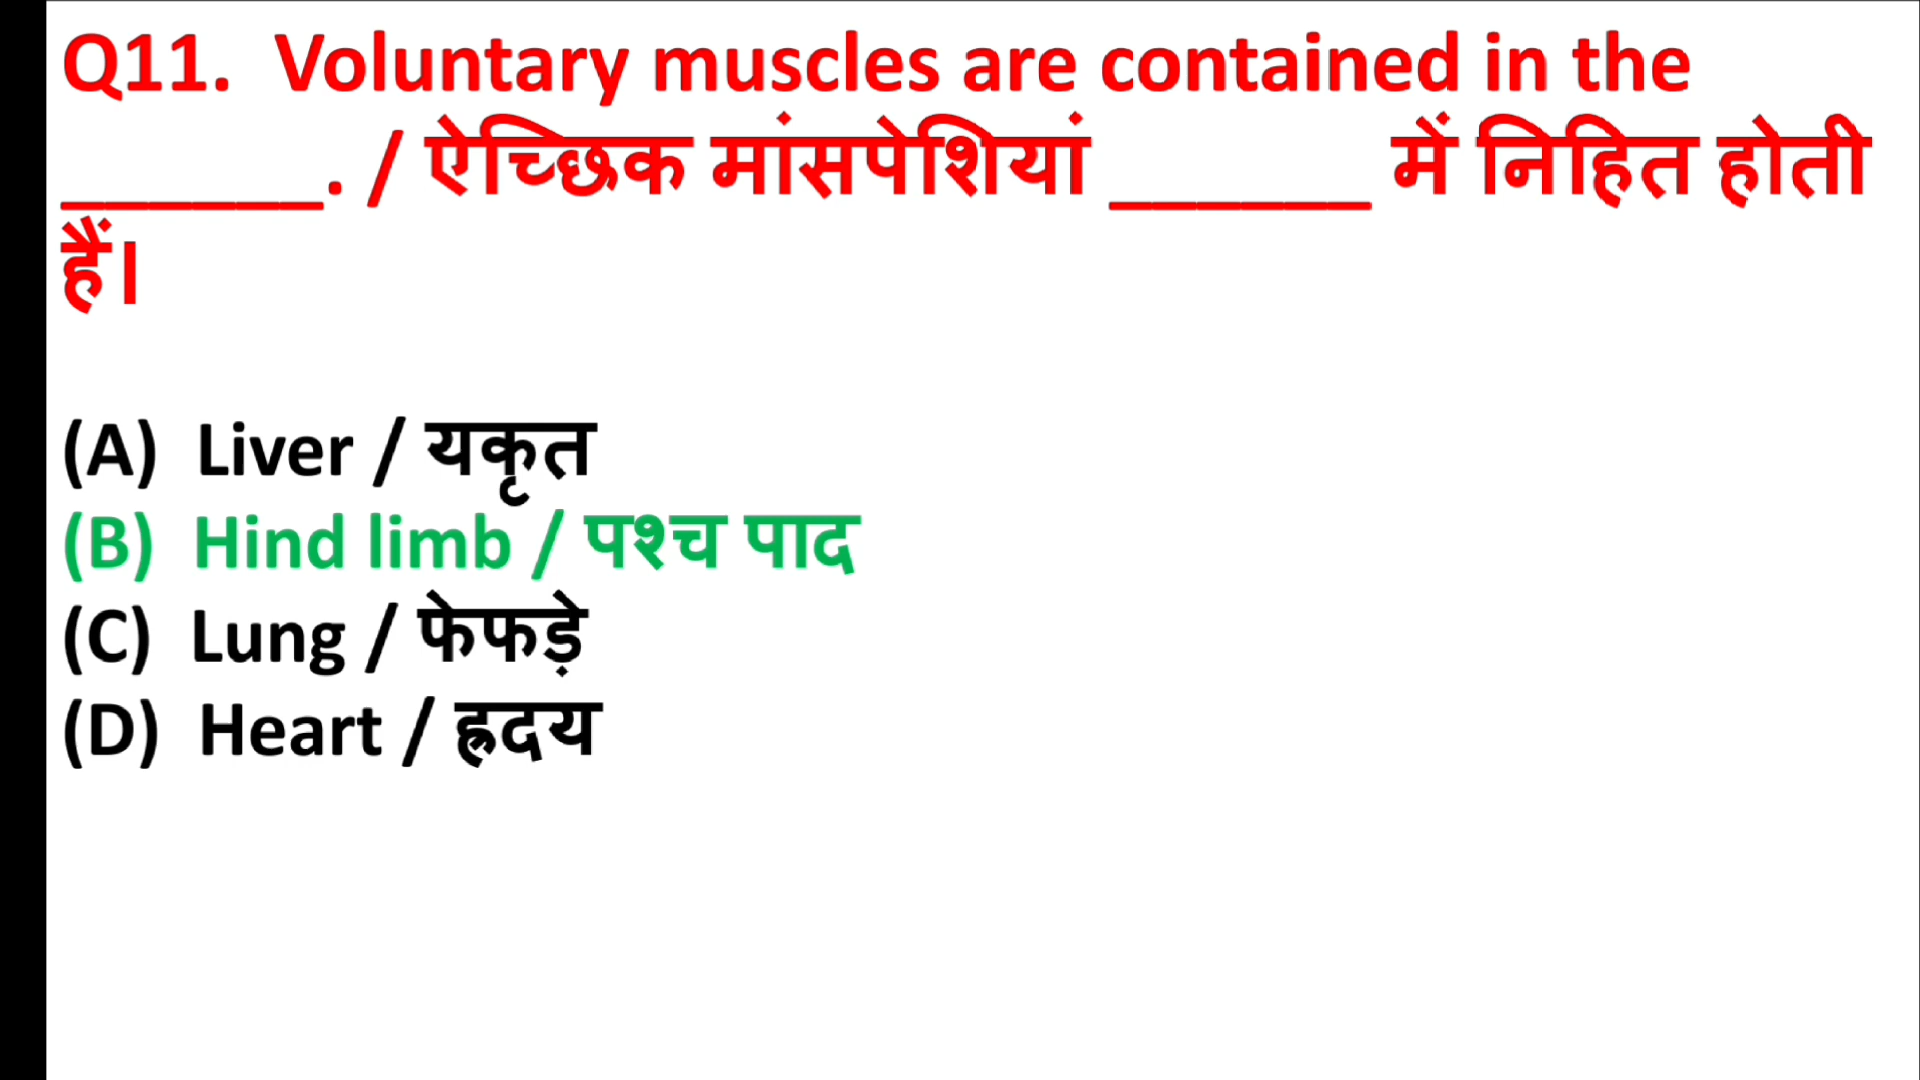 Q11. Voluntary muscles are contained in the
______. / ऐच्छिक मांसपेशियां ______ में निहित होती
हैं।
(A) Liver / यकृत
(B) Hind limb / पश्च पाद
(C) Lung / फेफड़े
(D) Heart / ह्रदय